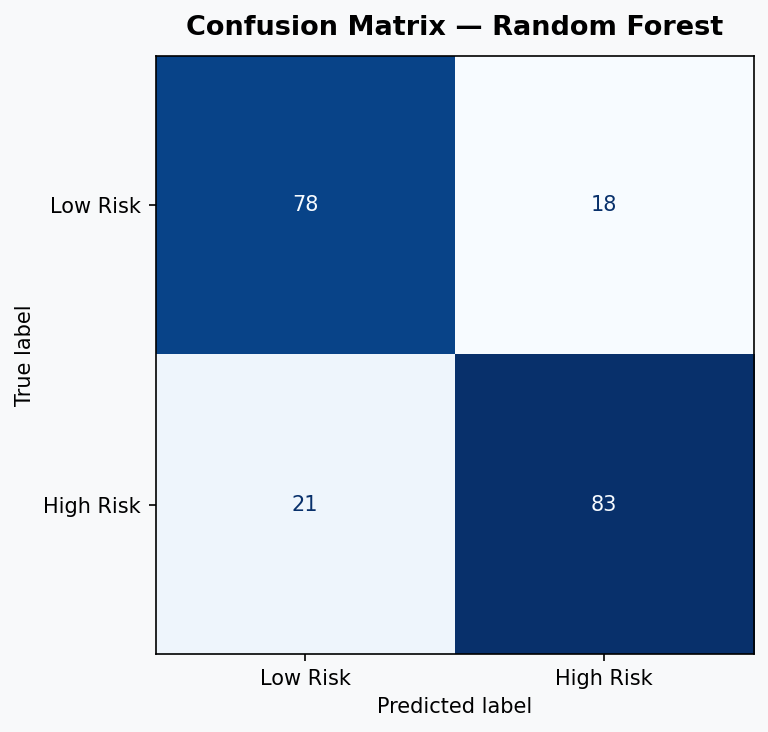 Confusion Matrix — Random Forest
True label
Low Risk
78
18
High Risk
21
83
Low Risk
High Risk
Predicted label